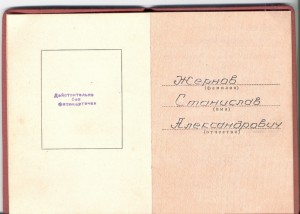 Действительно
без
фотокарточки
Жернов
(фамилия)
Станислав
(имя)
Александрович
(отчество)